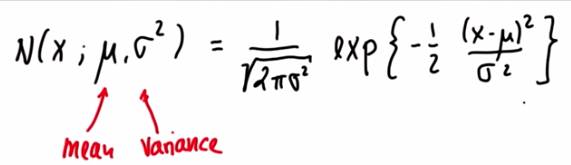 N(x ; μ, σ²) = 1/√(2πσ²) exp{-1/2 (x-μ)²/σ²}
mean variance